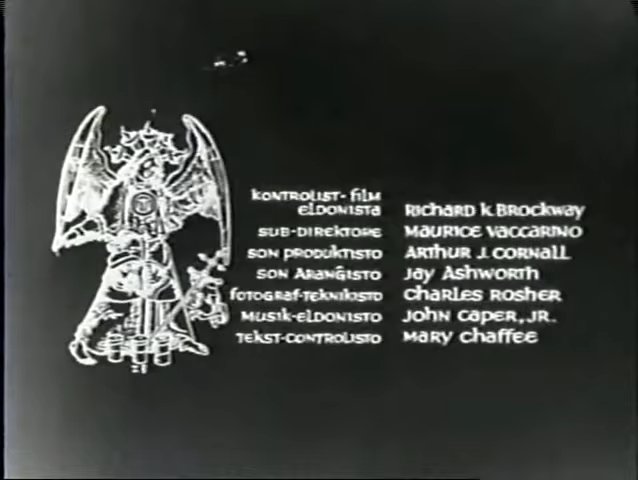 KONTROLIST-FILM
ELDONISTA RICHARD K. BROCKWAY
SUB-DIREKTORE MAURICE VACCARINO
SON PRODUKTISTO ARTHUR J. CORNALL
SON ARANĜISTO JAY ASHWORTH
FOTOGRAF-TEKNIKISTO CHARLES ROSHER
MUSIK-ELDONISTO JOHN CAPER, JR.
TEKST-CONTROLISTO MARY CHAFFEE